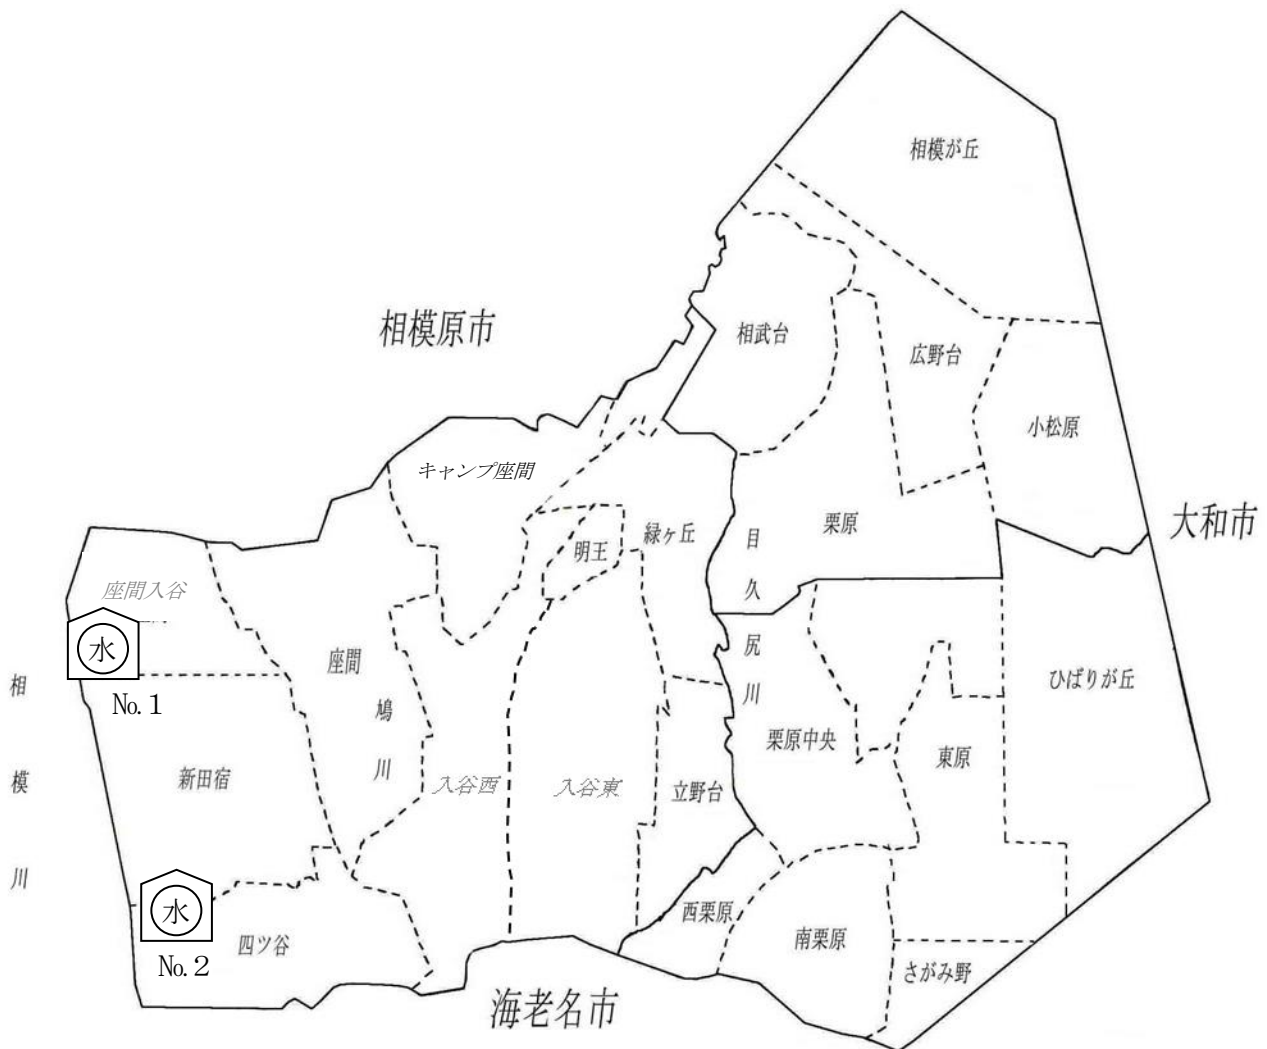 相模が丘
相模原市
相武台
広野台
小松原
キャンプ座間
大和市
栗原
緑ヶ丘
明王
目久尻川
座間入谷
水
No.1
座間
鳩川
相模川
ひばりが丘
栗原中央
東原
新田宿
入谷西
入谷東
立野台
水
No.2
四ツ谷
西栗原
南栗原
さがみ野
海老名市